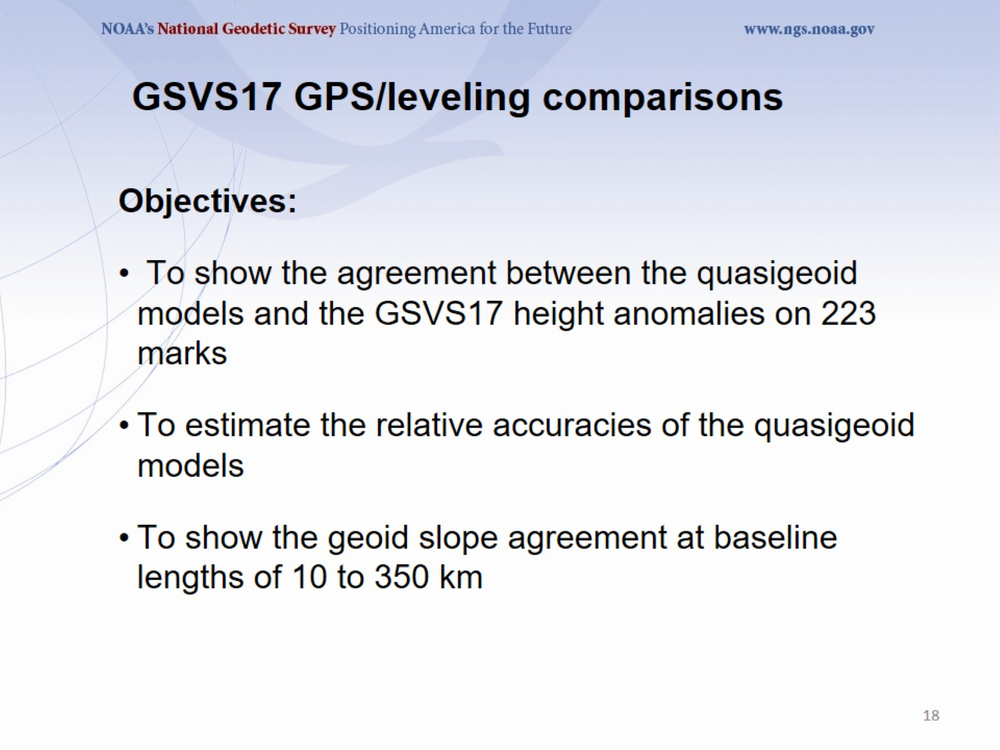 NOAA's National Geodetic Survey Positioning America for the Future www.ngs.noaa.gov
GSVS17 GPS/leveling comparisons
Objectives:
• To show the agreement between the quasigeoid
models and the GSVS17 height anomalies on 223
marks
• To estimate the relative accuracies of the quasigeoid
models
• To show the geoid slope agreement at baseline
lengths of 10 to 350 km
18